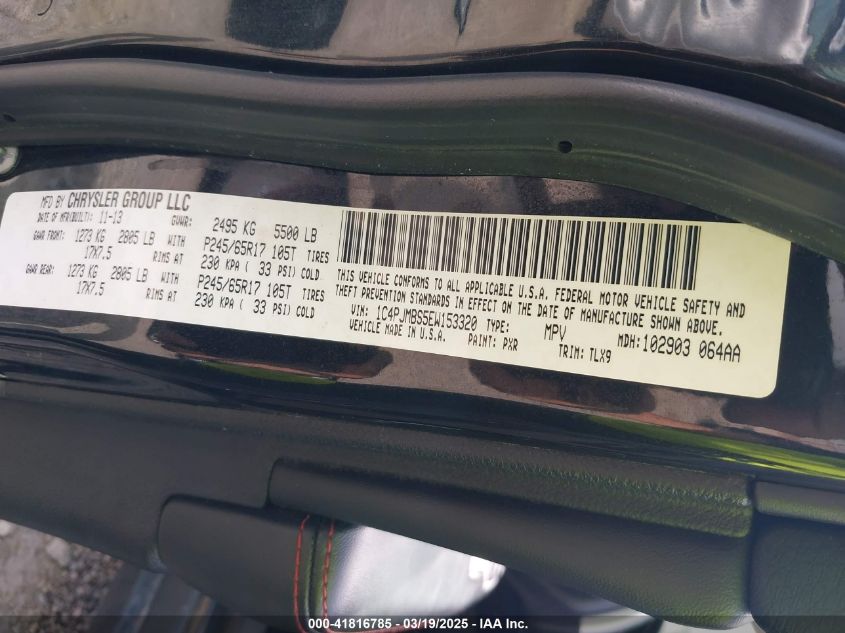 MFD BY CHRYSLER GROUP LLC
DATE OF MFR(BUILT): 11-13 GVWR: 2495 KG 5500 LB
GAWR FRONT: 1273 KG 2805 LB WITH P245/65R17 105T TIRES
17X7.5 RIMS AT 230 KPA ( 33 PSI) COLD
GAWR REAR: 1273 KG 2805 LB WITH P245/65R17 105T TIRES
17X7.5 RIMS AT 230 KPA ( 33 PSI) COLD
THIS VEHICLE CONFORMS TO ALL APPLICABLE U.S.A. FEDERAL MOTOR VEHICLE SAFETY AND
THEFT PREVENTION STANDARDS IN EFFECT ON THE DATE OF MANUFACTURE SHOWN ABOVE.
VIN: 1C4PJMBS5EW153320 TYPE: MPV MDH: 102903 064AA
MADE IN U.S.A. PAINT: PXR TRIM: TLX9
000-41816785 - 03/19/2025 - IAA Inc.